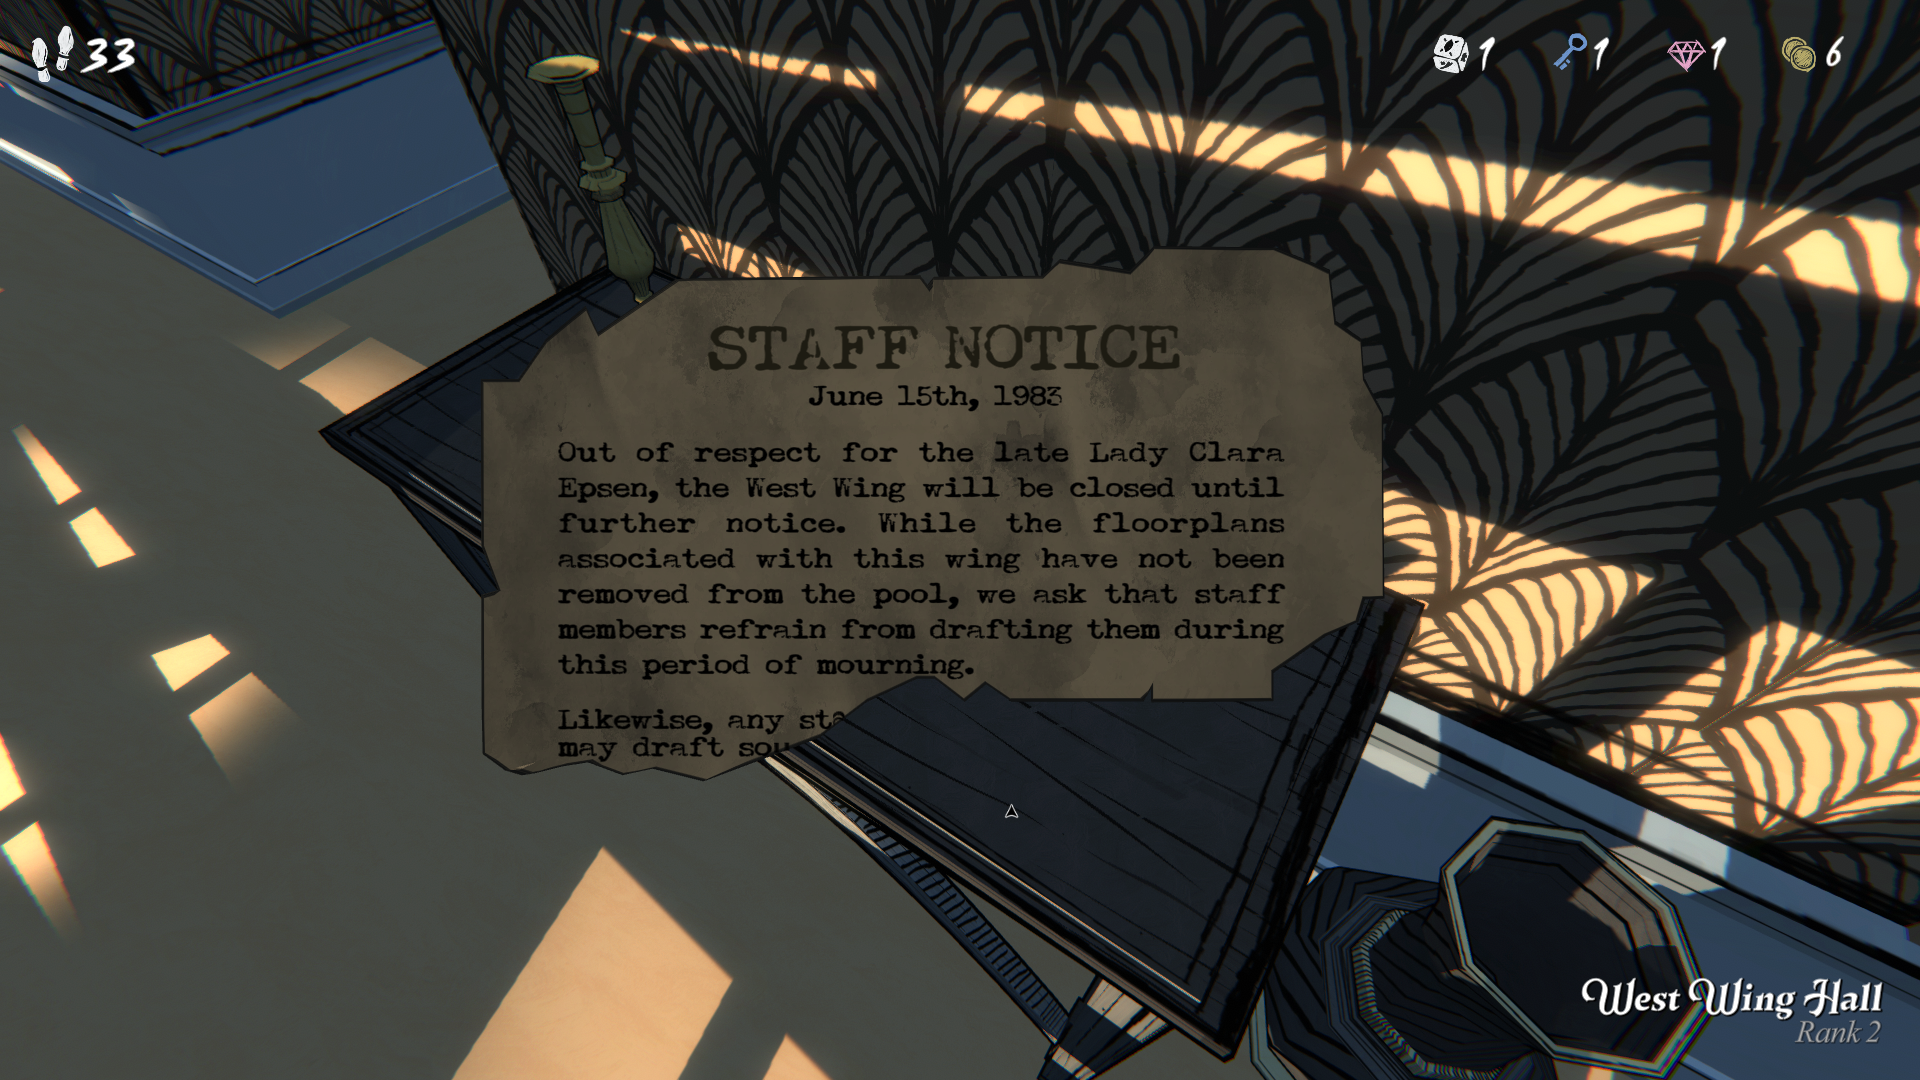 33
1
1
1
6
STAFF NOTICE
June 15th, 1983
Out of respect for the late Lady Clara
Epsen, the West Wing will be closed until
further notice. While the floorplans
associated with this wing have not been
removed from the pool, we ask that staff
members refrain from drafting them during
this period of mourning.
Likewise, any
may draft
West Wing Hall
Rank 2